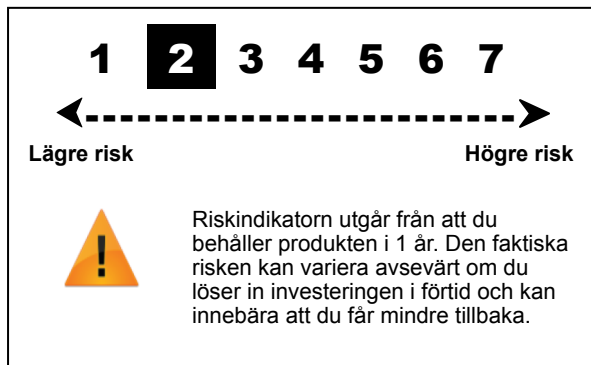 1 2 3 4 5 6 7
Lägre risk Högre risk
Riskindikatorn utgår från att du
behåller produkten i 1 år. Den faktiska
risken kan variera avsevärt om du
löser in investeringen i förtid och kan
innebära att du får mindre tillbaka.